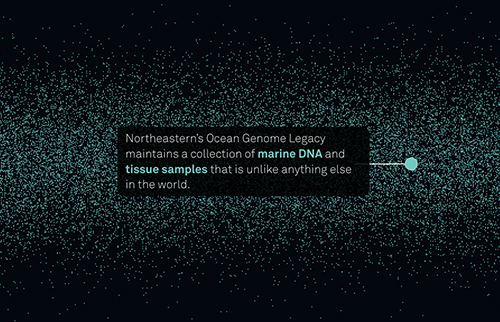 Northeastern’s Ocean Genome Legacy
maintains a collection of marine DNA and
tissue samples that is unlike anything else
in the world.